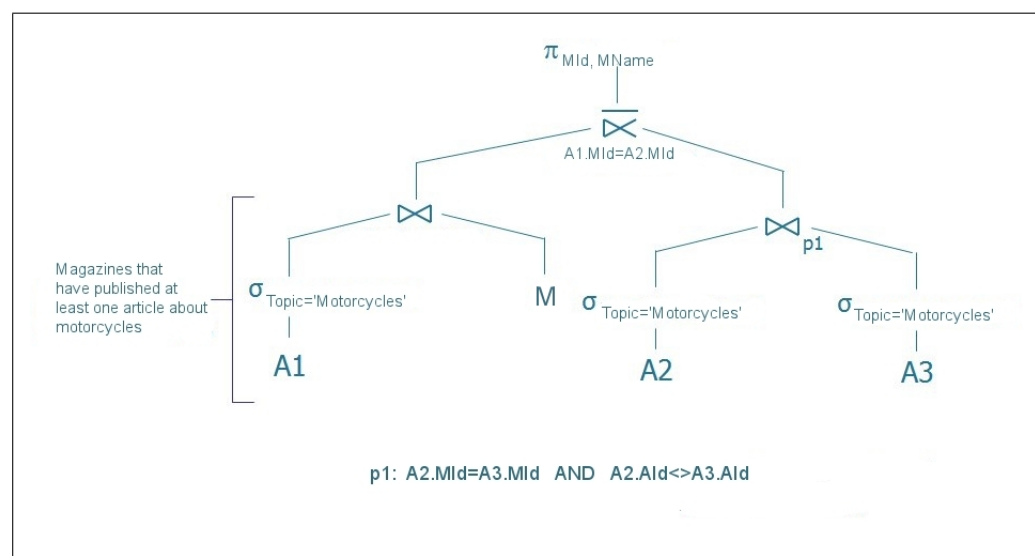 π MId, MName
A1.MId=A2.MId
p1
Magazines that
have published at
least one article about
motorcycles
σ Topic='Motorcycles'
M
σ Topic='Motorcycles'
σ Topic='Motorcycles'
A1
A2
A3
p1: A2.MId=A3.MId AND A2.AId<>A3.AId